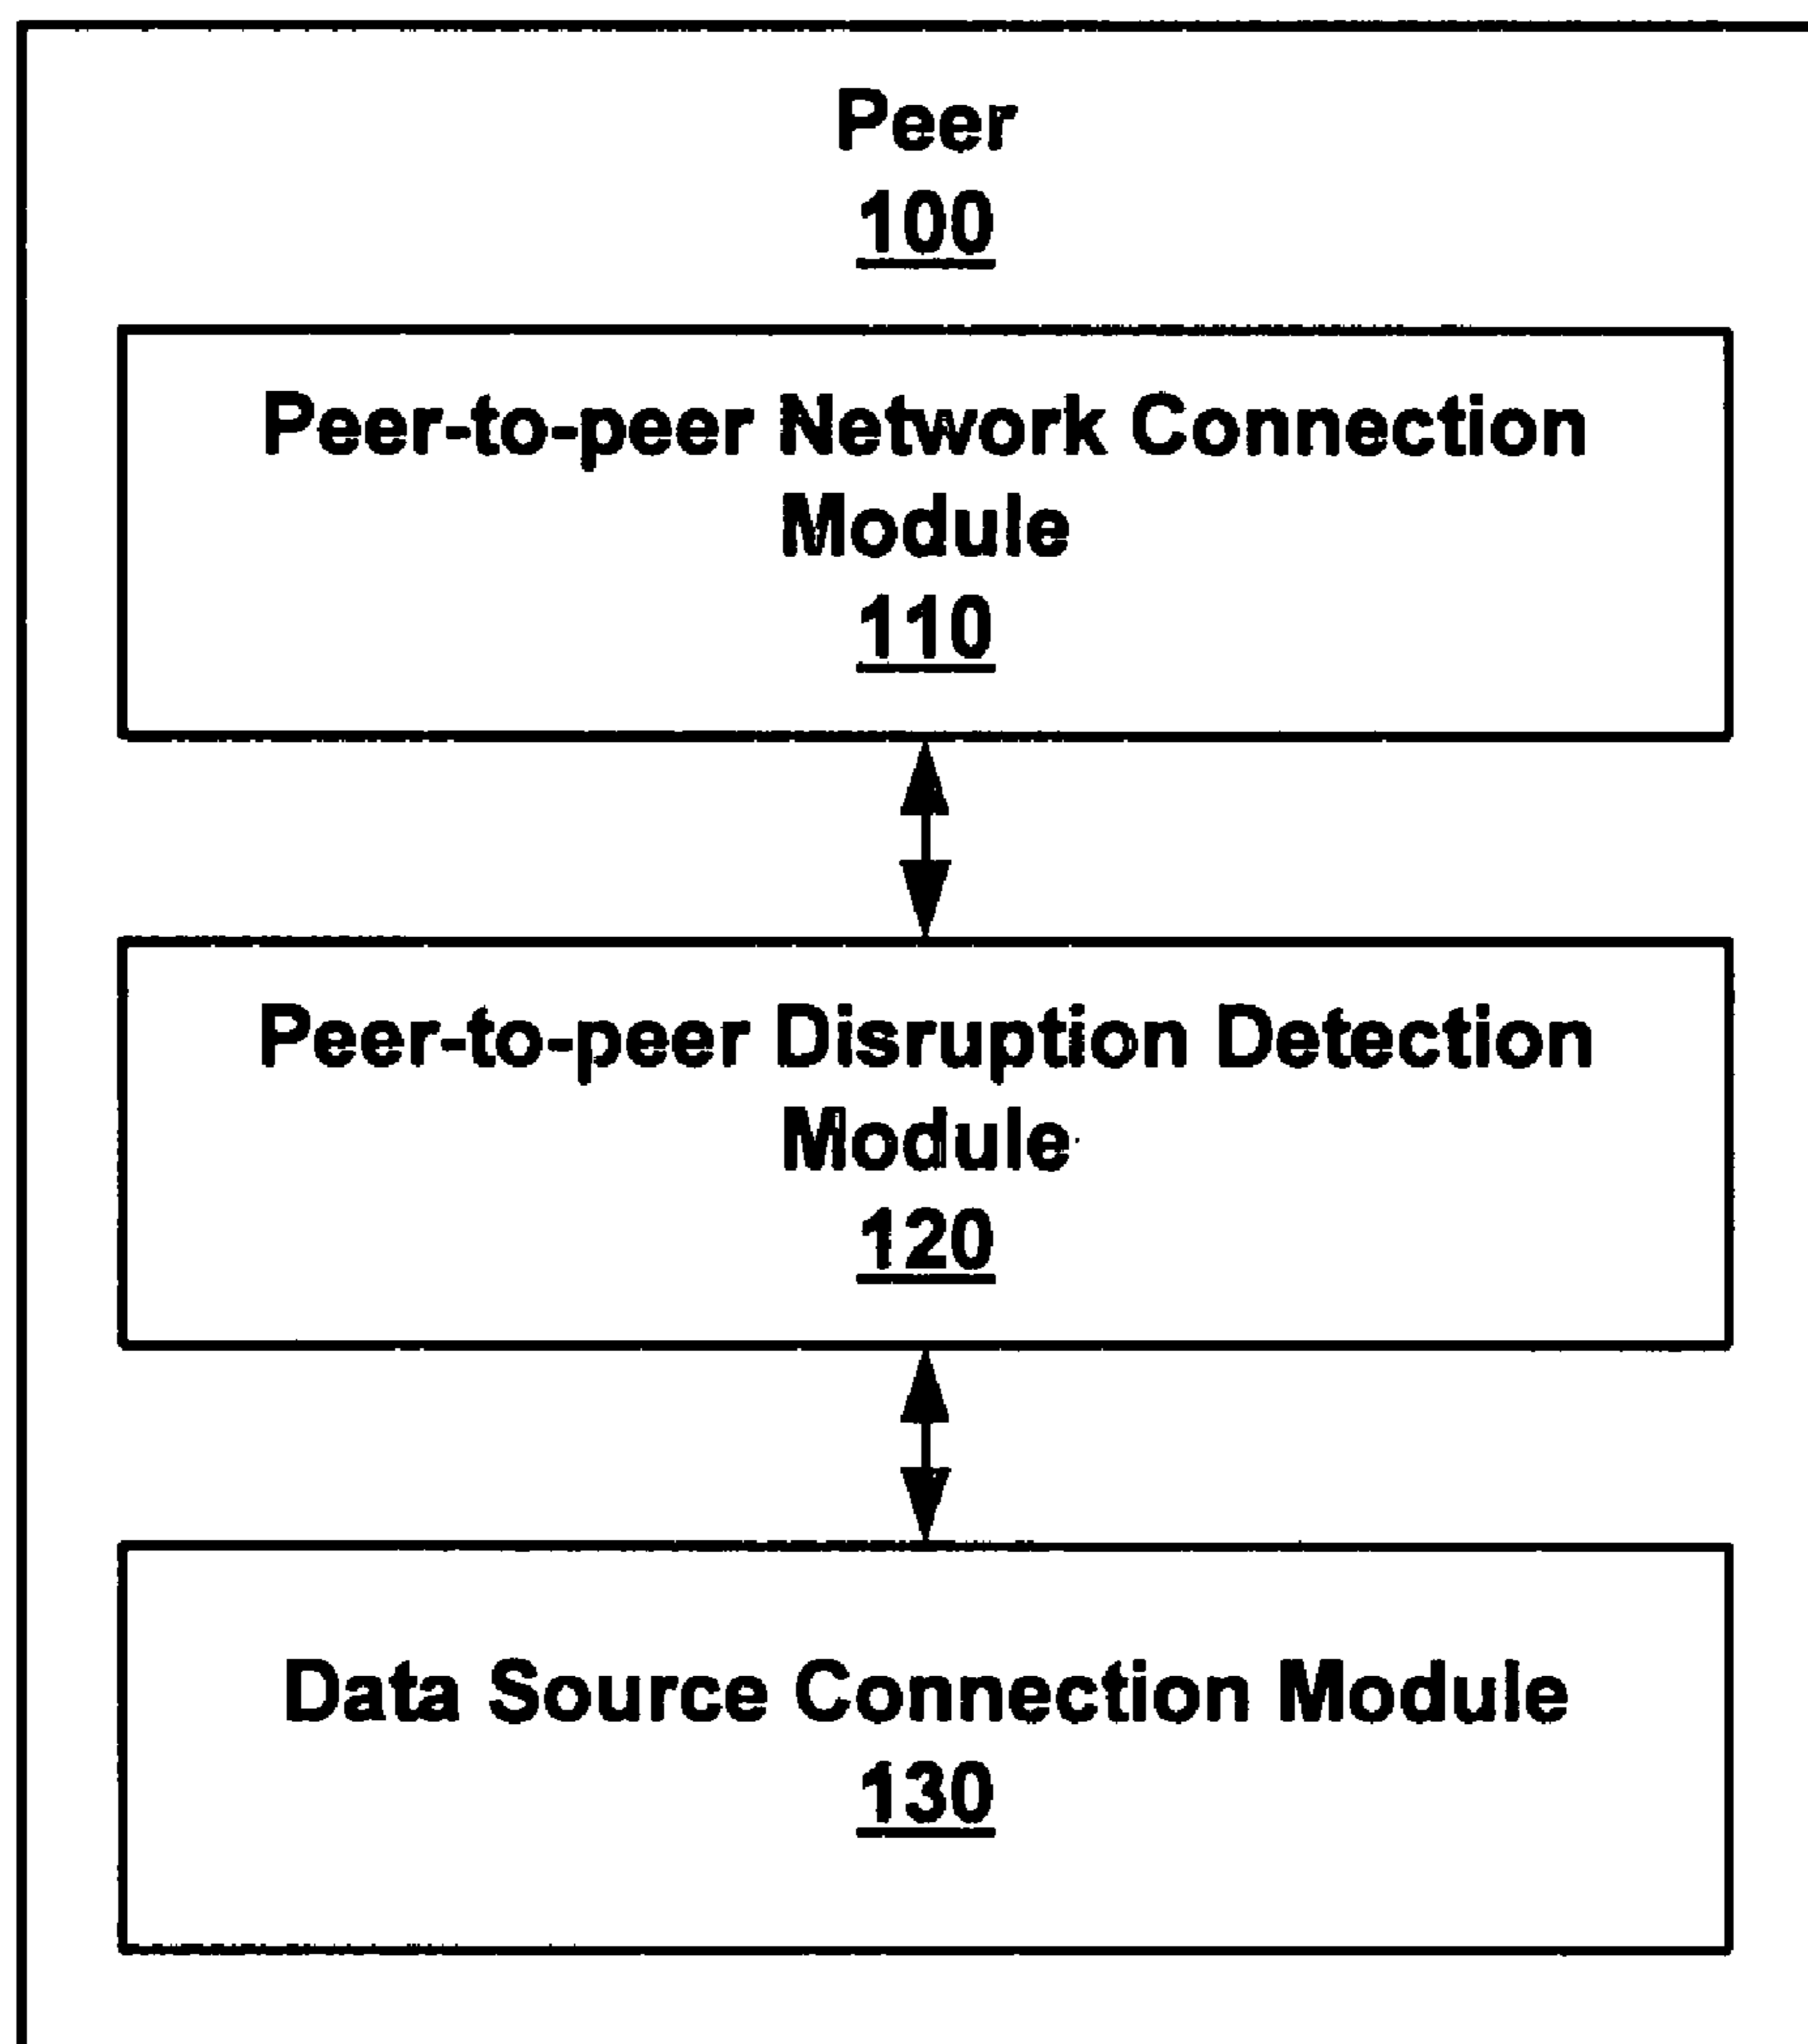 Peer
100
Peer-to-peer Network Connection
Module
110
Peer-to-peer Disruption Detection
Module
120
Data Source Connection Module
130